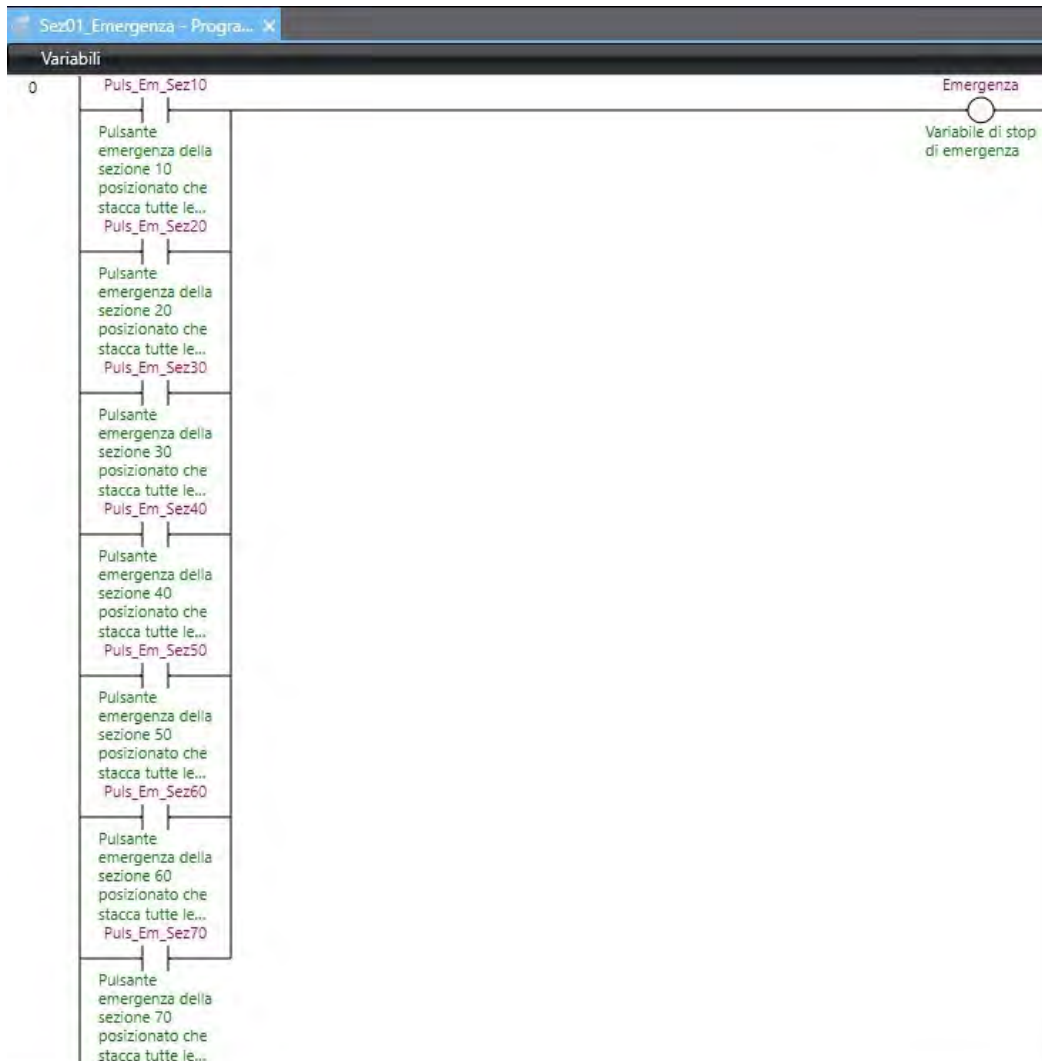 Sez01_Emergenza - Progra... X
Variabili
0
Puls_Em_Sez10
Emergenza
Pulsante
emergenza della
sezione 10
posizionato che
stacca tutte le...
Variabile di stop
di emergenza
Puls_Em_Sez20
Pulsante
emergenza della
sezione 20
posizionato che
stacca tutte le...
Puls_Em_Sez30
Pulsante
emergenza della
sezione 30
posizionato che
stacca tutte le...
Puls_Em_Sez40
Pulsante
emergenza della
sezione 40
posizionato che
stacca tutte le...
Puls_Em_Sez50
Pulsante
emergenza della
sezione 50
posizionato che
stacca tutte le...
Puls_Em_Sez60
Pulsante
emergenza della
sezione 60
posizionato che
stacca tutte le...
Puls_Em_Sez70
Pulsante
emergenza della
sezione 70
posizionato che
stacca tutte le...